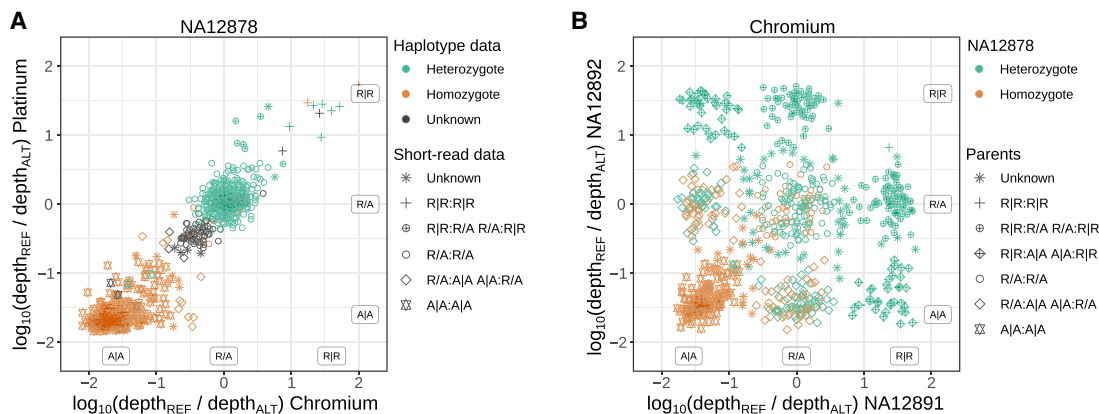 A
NA12878
log10(depthREF / depthALT) Platinum
2
1
0
−1
−2
R|R
R/A
A|A
A|A
R/A
R|R
−2
−1
0
1
2
log10(depthREF / depthALT) Chromium
Haplotype data
Heterozygote
Homozygote
Unknown
Short-read data
Unknown
R|R:R|R
R|R:R/A R/A:R|R
R/A:R/A
R/A:A|A A|A:R/A
A|A:A|A
B
Chromium
log10(depthREF / depthALT) NA12892
2
1
0
−1
−2
R|R
R/A
A|A
A|A
R/A
R|R
−2
−1
0
1
2
log10(depthREF / depthALT) NA12891
NA12878
Heterozygote
Homozygote
Parents
Unknown
R|R:R|R
R|R:R/A R/A:R|R
R|R:A|A A|A:R|R
R/A:R/A
R/A:A|A A|A:R/A
A|A:A|A